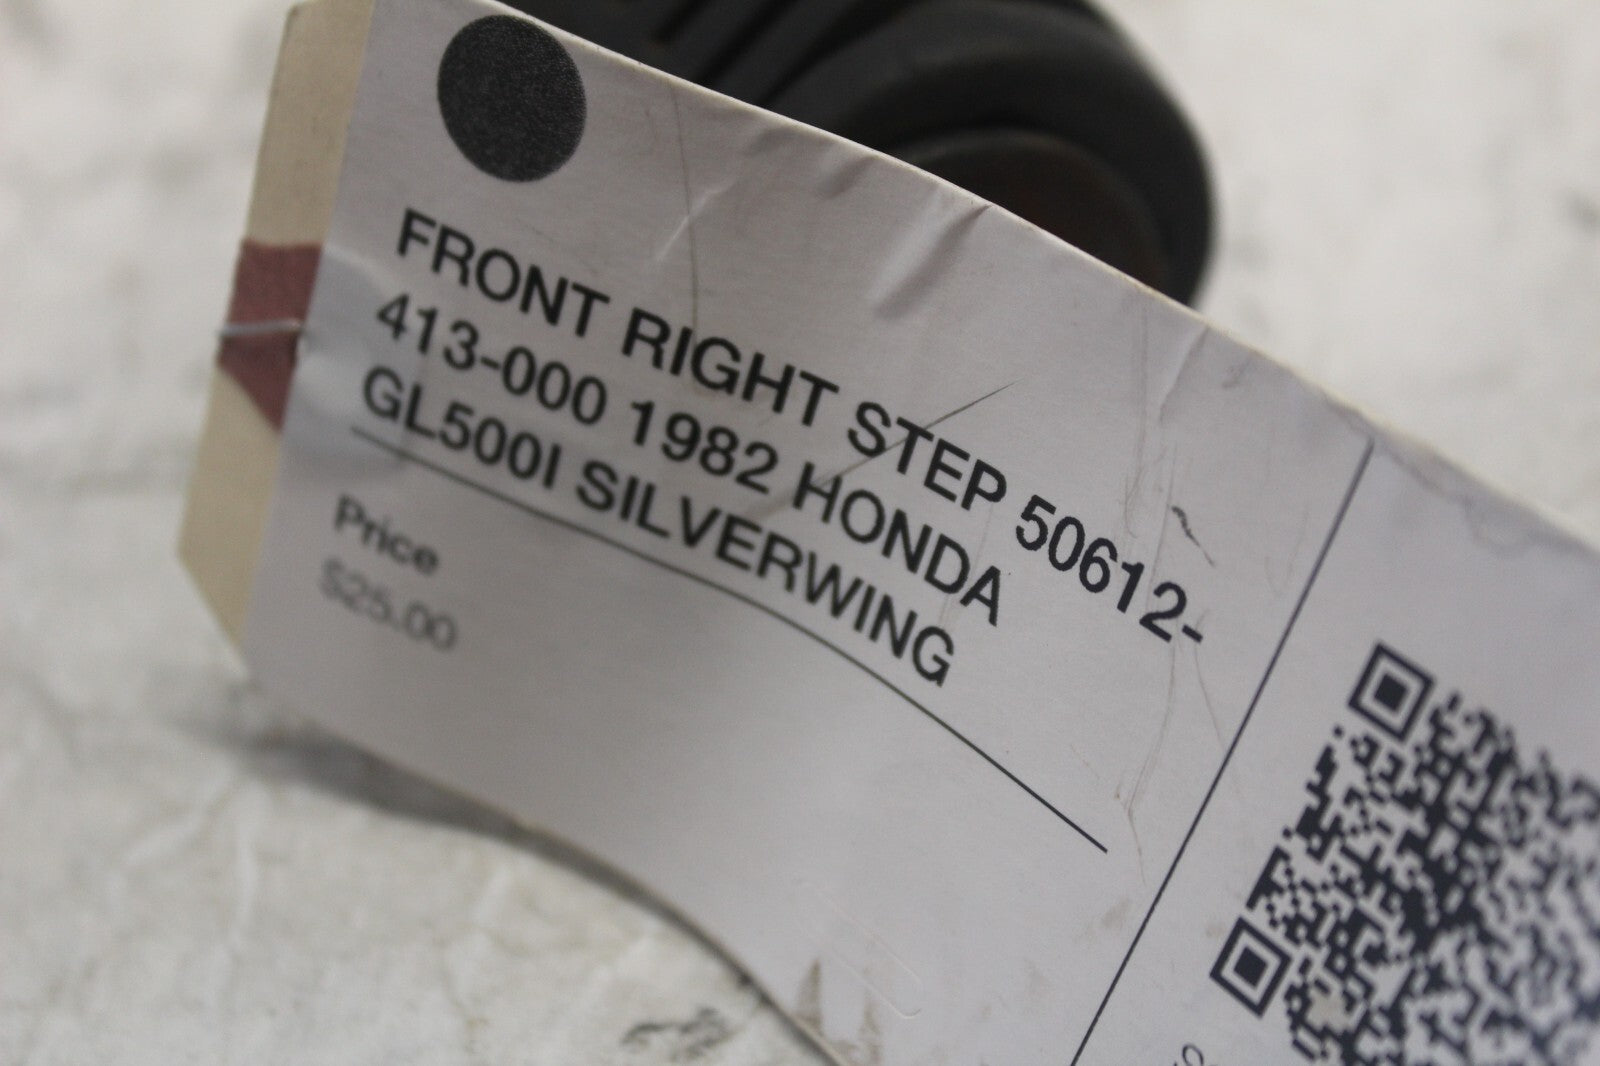 FRONT RIGHT STEP 50612-
413-000 1982 HONDA
GL500I SILVERWING
Price
$25.00